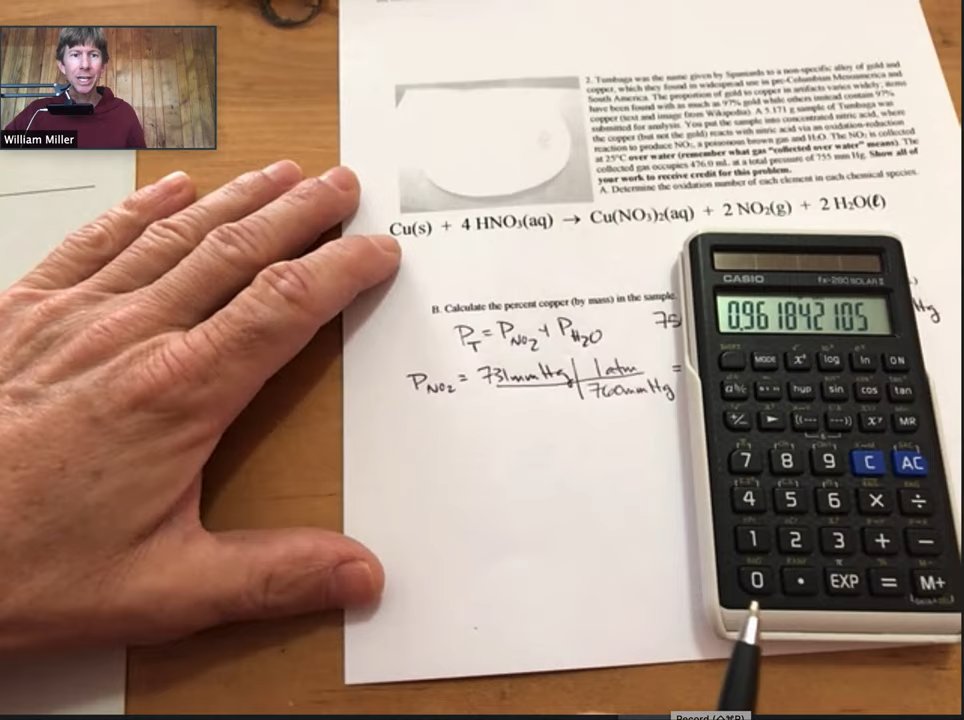 William Miller
2. Tumbaga was the name given by Spaniards to a non-specific alloy of gold and
copper, which they found in widespread use in pre-Columbian Mesoamerica and
South America. The proportion of gold to copper in artifacts varies widely; items
have been found with as much as 97% gold while others instead contain 97%
copper (text and image from Wikipedia). A 5.171 g sample of Tumbaga was
submitted for analysis. You put the sample into concentrated nitric acid, where
the copper (but not the gold) reacts with nitric acid via an oxidation-reduction
reaction to produce NO₂, a poisonous brown gas and H₂O. The NO₂ is collected
at 25°C over water (remember what gas "collected over water" means). The
collected gas occupies 476.0 mL at a total pressure of 755 mm Hg. Show all of
your work to receive credit for this problem.
A. Determine the oxidation number of each element in each chemical species.
Cu(s) + 4 HNO₃(aq) → Cu(NO₃)₂(aq) + 2 NO₂(g) + 2 H₂O(ℓ)
B. Calculate the percent copper (by mass) in the sample.
P_T = P_NO₂ + P_H₂O 75
Hg
P_NO₂ = 731mmHg | 1atm =
760mmHg
CASIO fx-260 SOLAR II
0.961842105
SHIFT MODE log ln ON
hyp sin cos tan
+/- ► [(--- ---)] MR
7 8 9 C AC
4 5 6 × ÷
1 2 3 + −
0 · EXP = M+